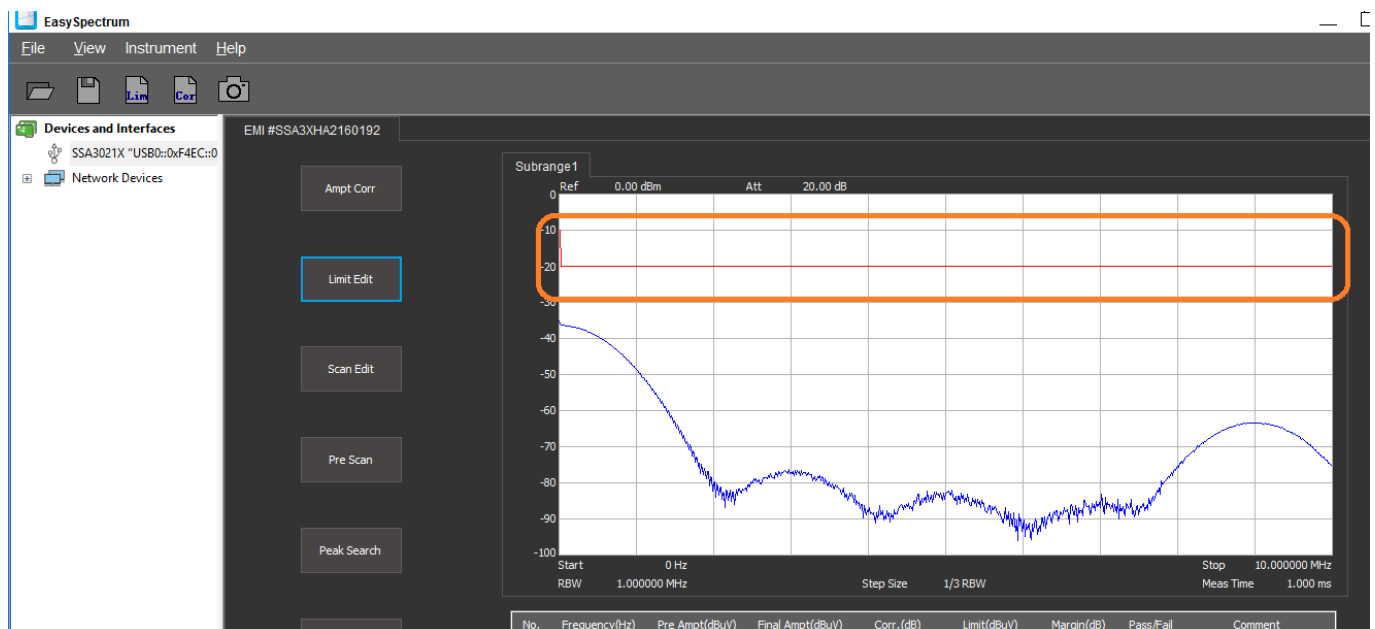 EasySpectrum
File View Instrument Help
Lim Cor
Devices and Interfaces
SSA3021X "USB0::0xF4EC::0
Network Devices
EMI #SSA3XHA2160192
Ampt Corr
Limit Edit
Scan Edit
Pre Scan
Peak Search
Subrange1
Ref 0.00 dBm Att 20.00 dB
0
-10
-20
-30
-40
-50
-60
-70
-80
-90
-100
Start 0 Hz Stop 10.000000 MHz
RBW 1.000000 MHz Step Size 1/3 RBW Meas Time 1.000 ms
No. Frequency(Hz) Pre Ampt(dBuV) Final Ampt(dBuV) Corr.(dB) Limit(dBuV) Margin(dB) Pass/Fail Comment